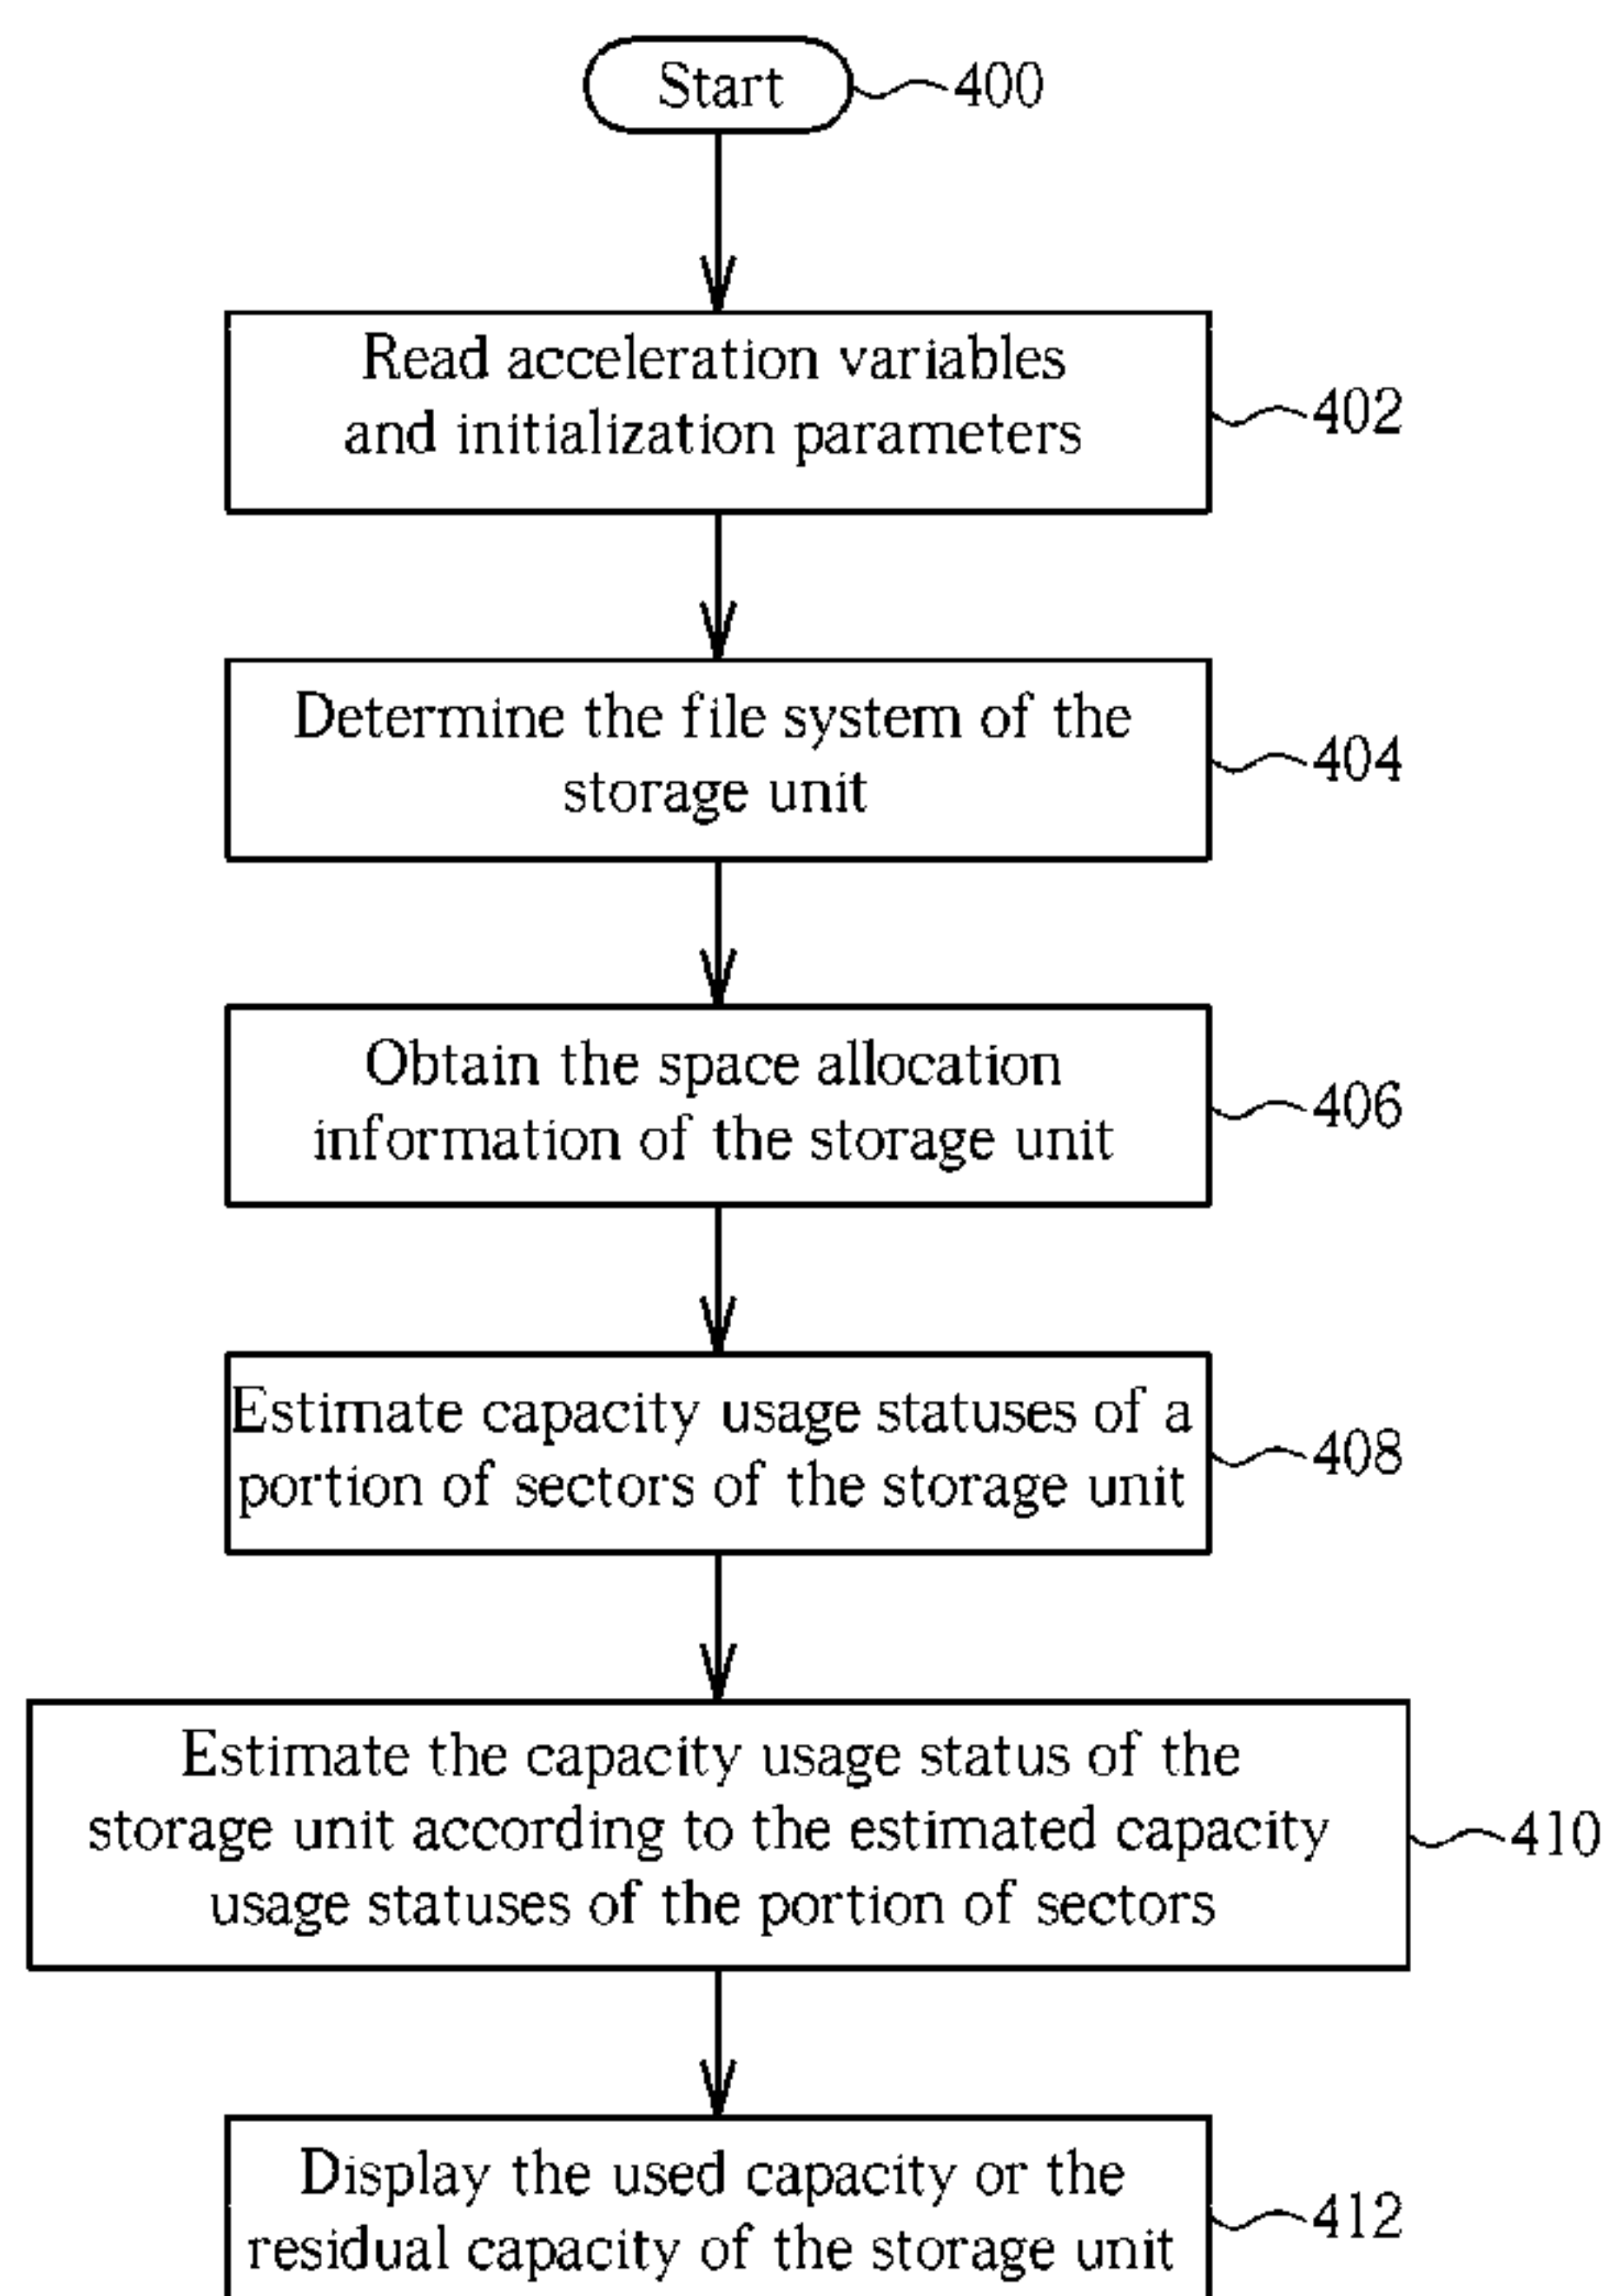 Start
400
Read acceleration variables
and initialization parameters
402
Determine the file system of the
storage unit
404
Obtain the space allocation
information of the storage unit
406
Estimate capacity usage statuses of a
portion of sectors of the storage unit
408
Estimate the capacity usage status of the
storage unit according to the estimated capacity
usage statuses of the portion of sectors
410
Display the used capacity or the
residual capacity of the storage unit
412